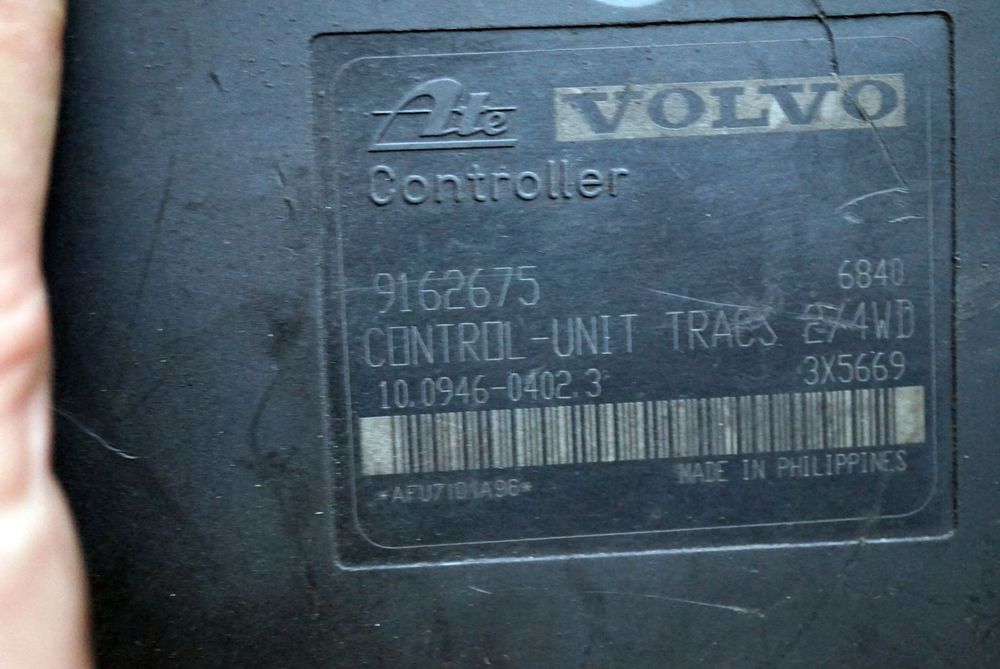 Ate VOLVO
Controller
9162675 6840
CONTROL-UNIT TRACS 2/4WD
10.0946-0402.3 3X5669
MADE IN PHILIPPINES
*AFU7101A96*